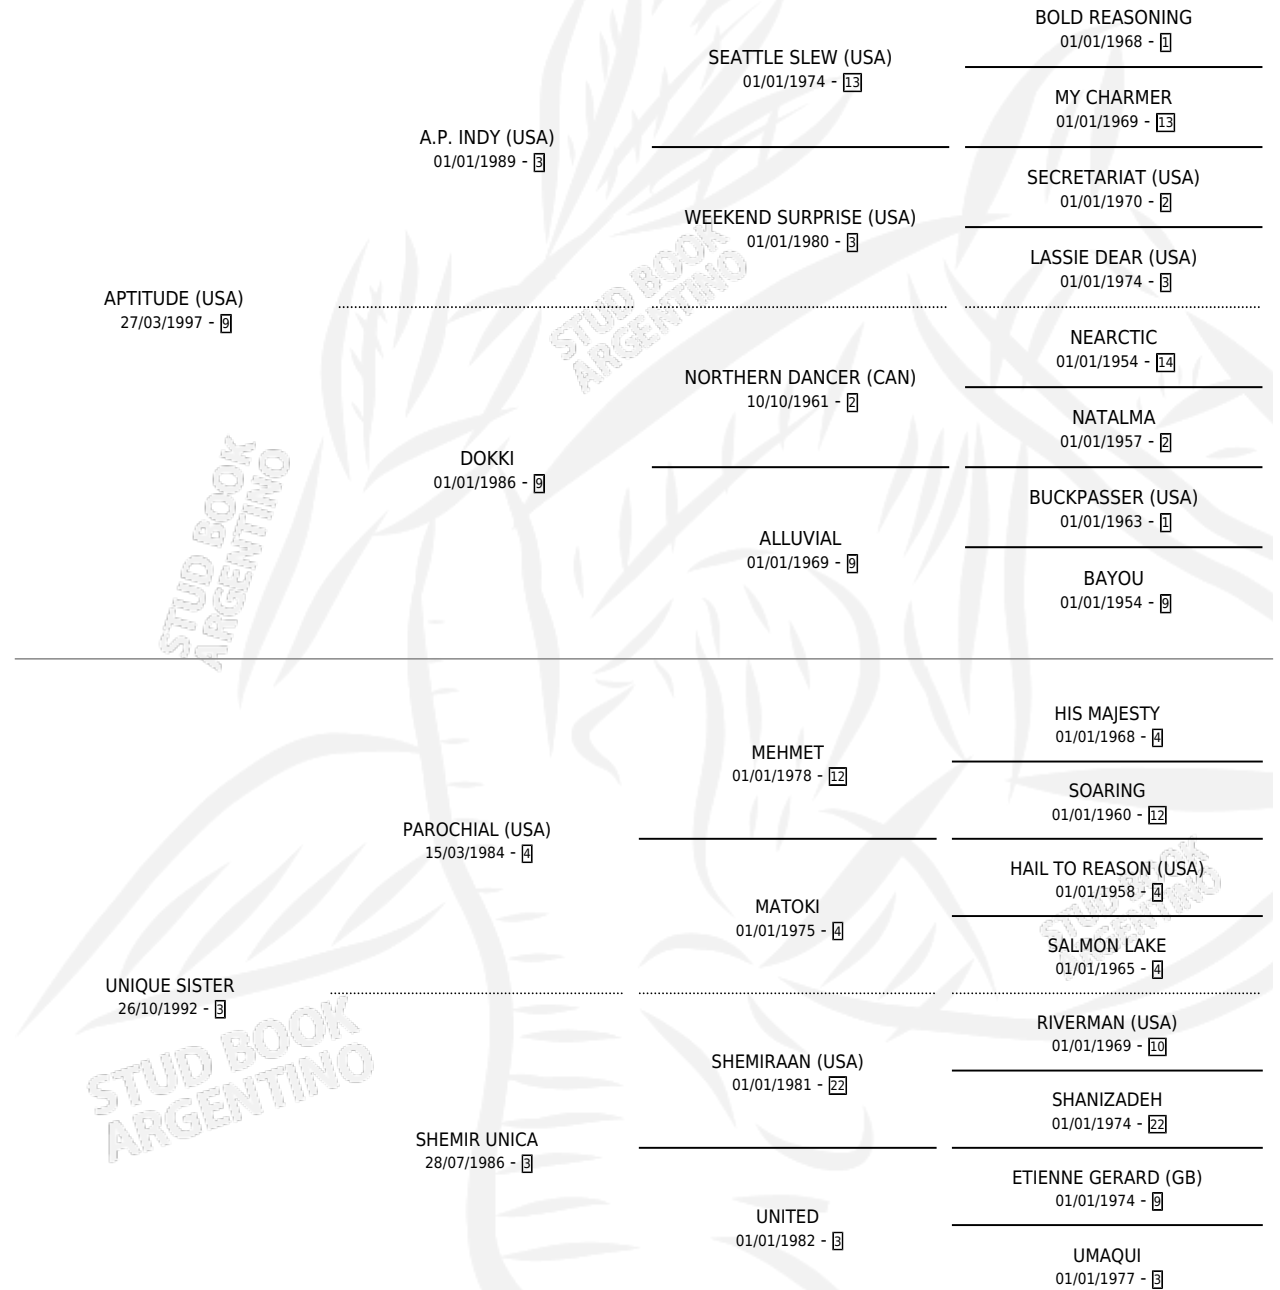 BOLD REASONING
01/01/1968 - 1
SEATTLE SLEW (USA)
01/01/1974 - 13
MY CHARMER
01/01/1969 - 13
A.P. INDY (USA)
01/01/1989 - 3
SECRETARIAT (USA)
01/01/1970 - 2
WEEKEND SURPRISE (USA)
01/01/1980 - 3
LASSIE DEAR (USA)
01/01/1974 - 3
APTITUDE (USA)
27/03/1997 - 9
NEARCTIC
01/01/1954 - 14
NORTHERN DANCER (CAN)
10/10/1961 - 2
NATALMA
01/01/1957 - 2
DOKKI
01/01/1986 - 9
BUCKPASSER (USA)
01/01/1963 - 1
ALLUVIAL
01/01/1969 - 9
BAYOU
01/01/1954 - 9
HIS MAJESTY
01/01/1968 - 4
MEHMET
01/01/1978 - 12
SOARING
01/01/1960 - 12
PAROCHIAL (USA)
15/03/1984 - 4
HAIL TO REASON (USA)
01/01/1958 - 4
MATOKI
01/01/1975 - 4
SALMON LAKE
01/01/1965 - 4
UNIQUE SISTER
26/10/1992 - 3
RIVERMAN (USA)
01/01/1969 - 10
SHEMIRAAN (USA)
01/01/1981 - 22
SHANIZADEH
01/01/1974 - 22
SHEMIR UNICA
28/07/1986 - 3
ETIENNE GERARD (GB)
01/01/1974 - 9
UNITED
01/01/1982 - 3
UMAQUI
01/01/1977 - 3
STUD BOOK
ARGENTINO
STUD BOOK
ARGENTINO
STUD BOOK
ARGENTINO
STUD BOOK
ARGENTINO